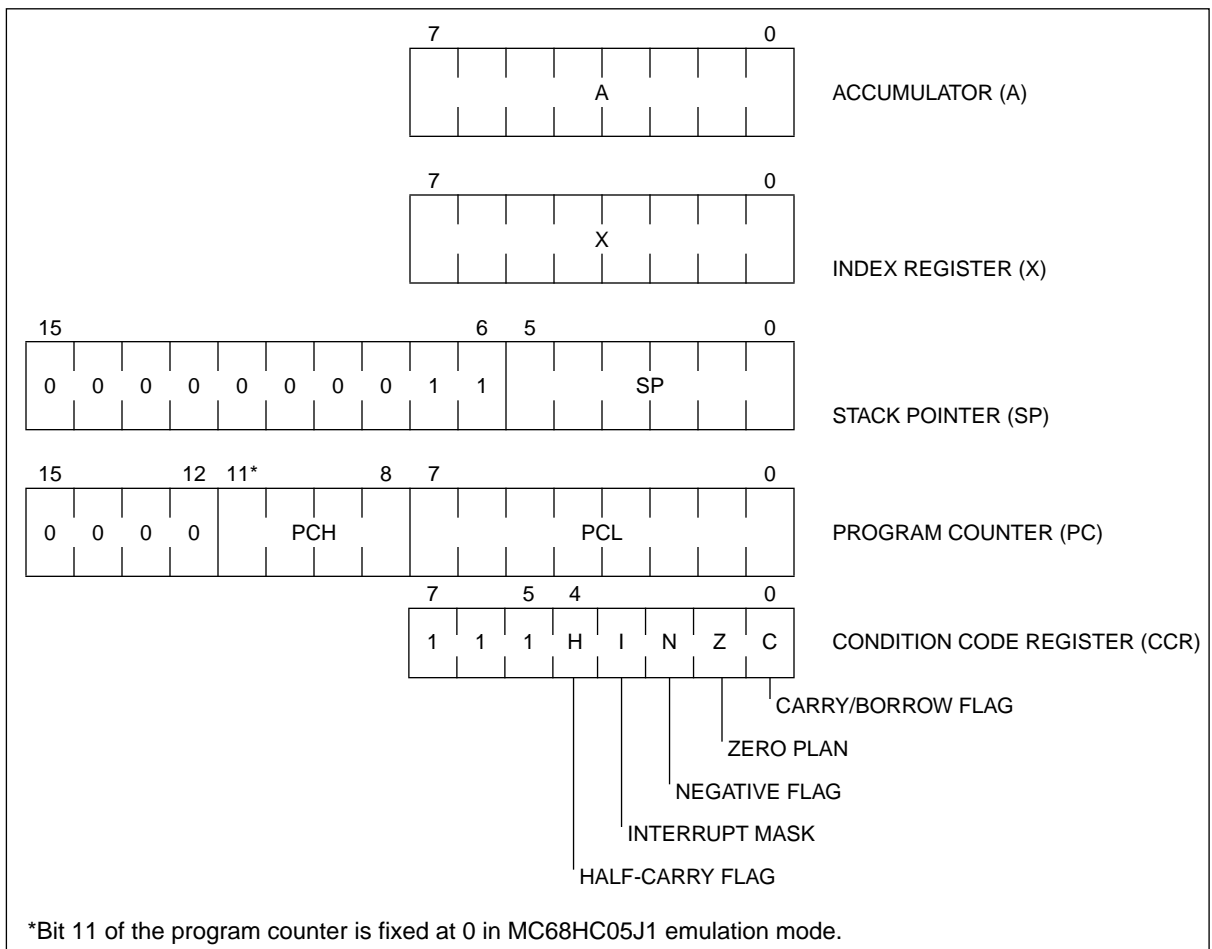 7 0
A ACCUMULATOR (A)
7 0
X
INDEX REGISTER (X)
15 6 5 0
0 0 0 0 0 0 0 0 1 1 SP
STACK POINTER (SP)
15 12 11* 8 7 0
0 0 0 0 PCH PCL PROGRAM COUNTER (PC)
7 5 4 0
1 1 1 H I N Z C CONDITION CODE REGISTER (CCR)
CARRY/BORROW FLAG
ZERO PLAN
NEGATIVE FLAG
INTERRUPT MASK
HALF-CARRY FLAG
*Bit 11 of the program counter is fixed at 0 in MC68HC05J1 emulation mode.